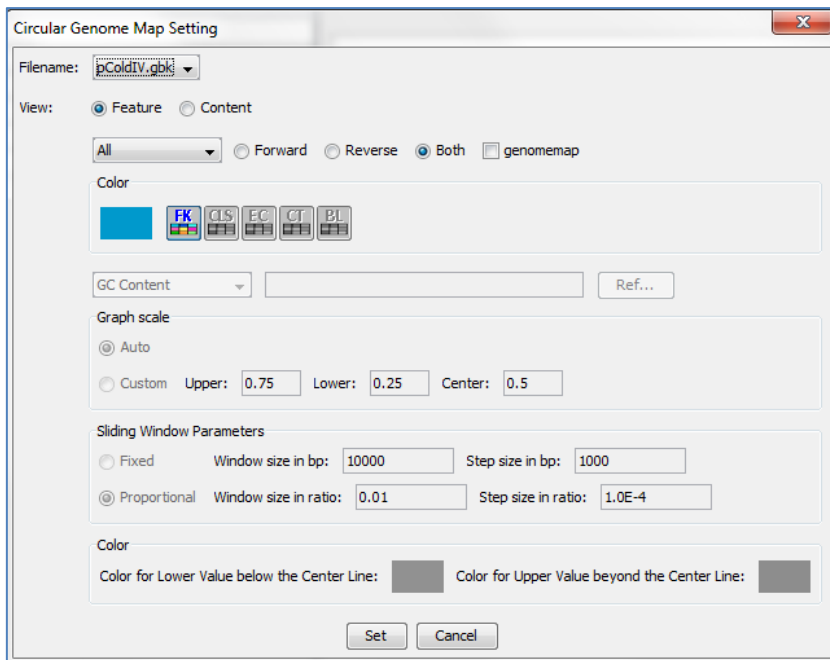 Circular Genome Map Setting
Filename: pColdIV.gbk
View: Feature Content
All Forward Reverse Both genomemap
Color
FK CLS EC CT BL
GC Content Ref...
Graph scale
Auto
Custom Upper: 0.75 Lower: 0.25 Center: 0.5
Sliding Window Parameters
Fixed Window size in bp: 10000 Step size in bp: 1000
Proportional Window size in ratio: 0.01 Step size in ratio: 1.0E-4
Color
Color for Lower Value below the Center Line: Color for Upper Value beyond the Center Line:
Set Cancel